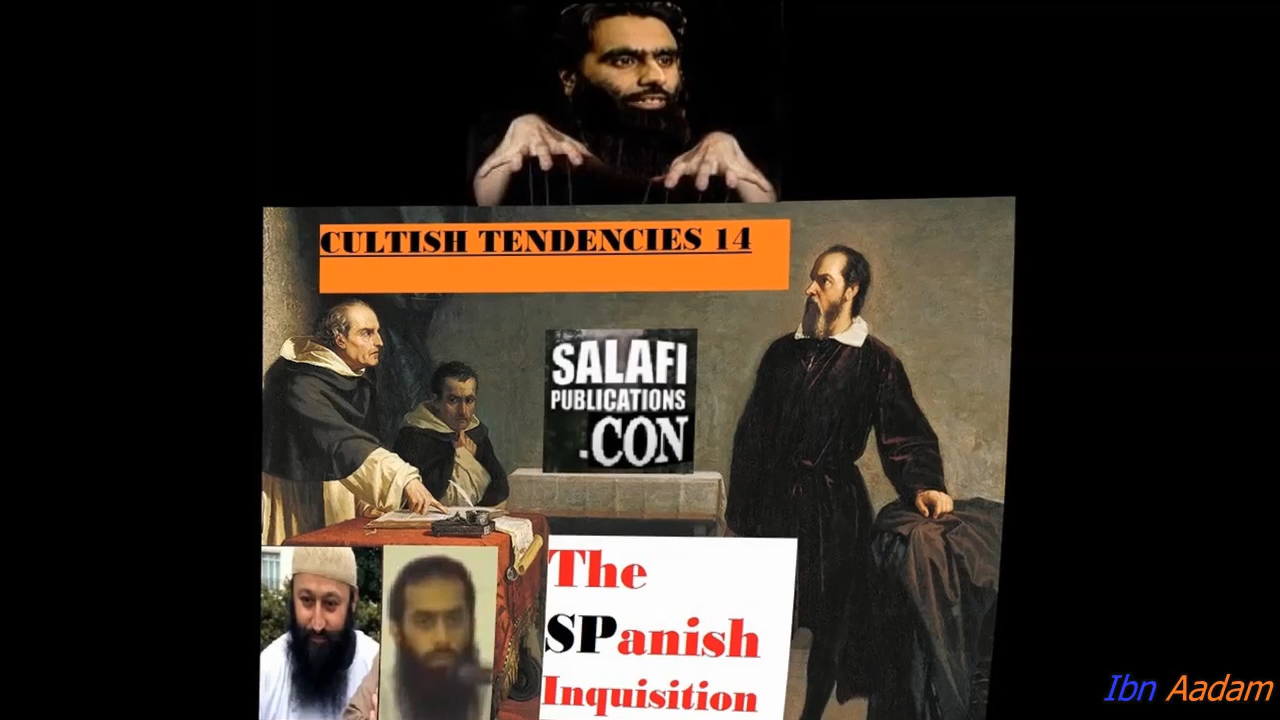 CULTISH TENDENCIES 14
SALAFI
PUBLICATIONS
.CON
The
SPanish
Inquisition
Ibn Aadam